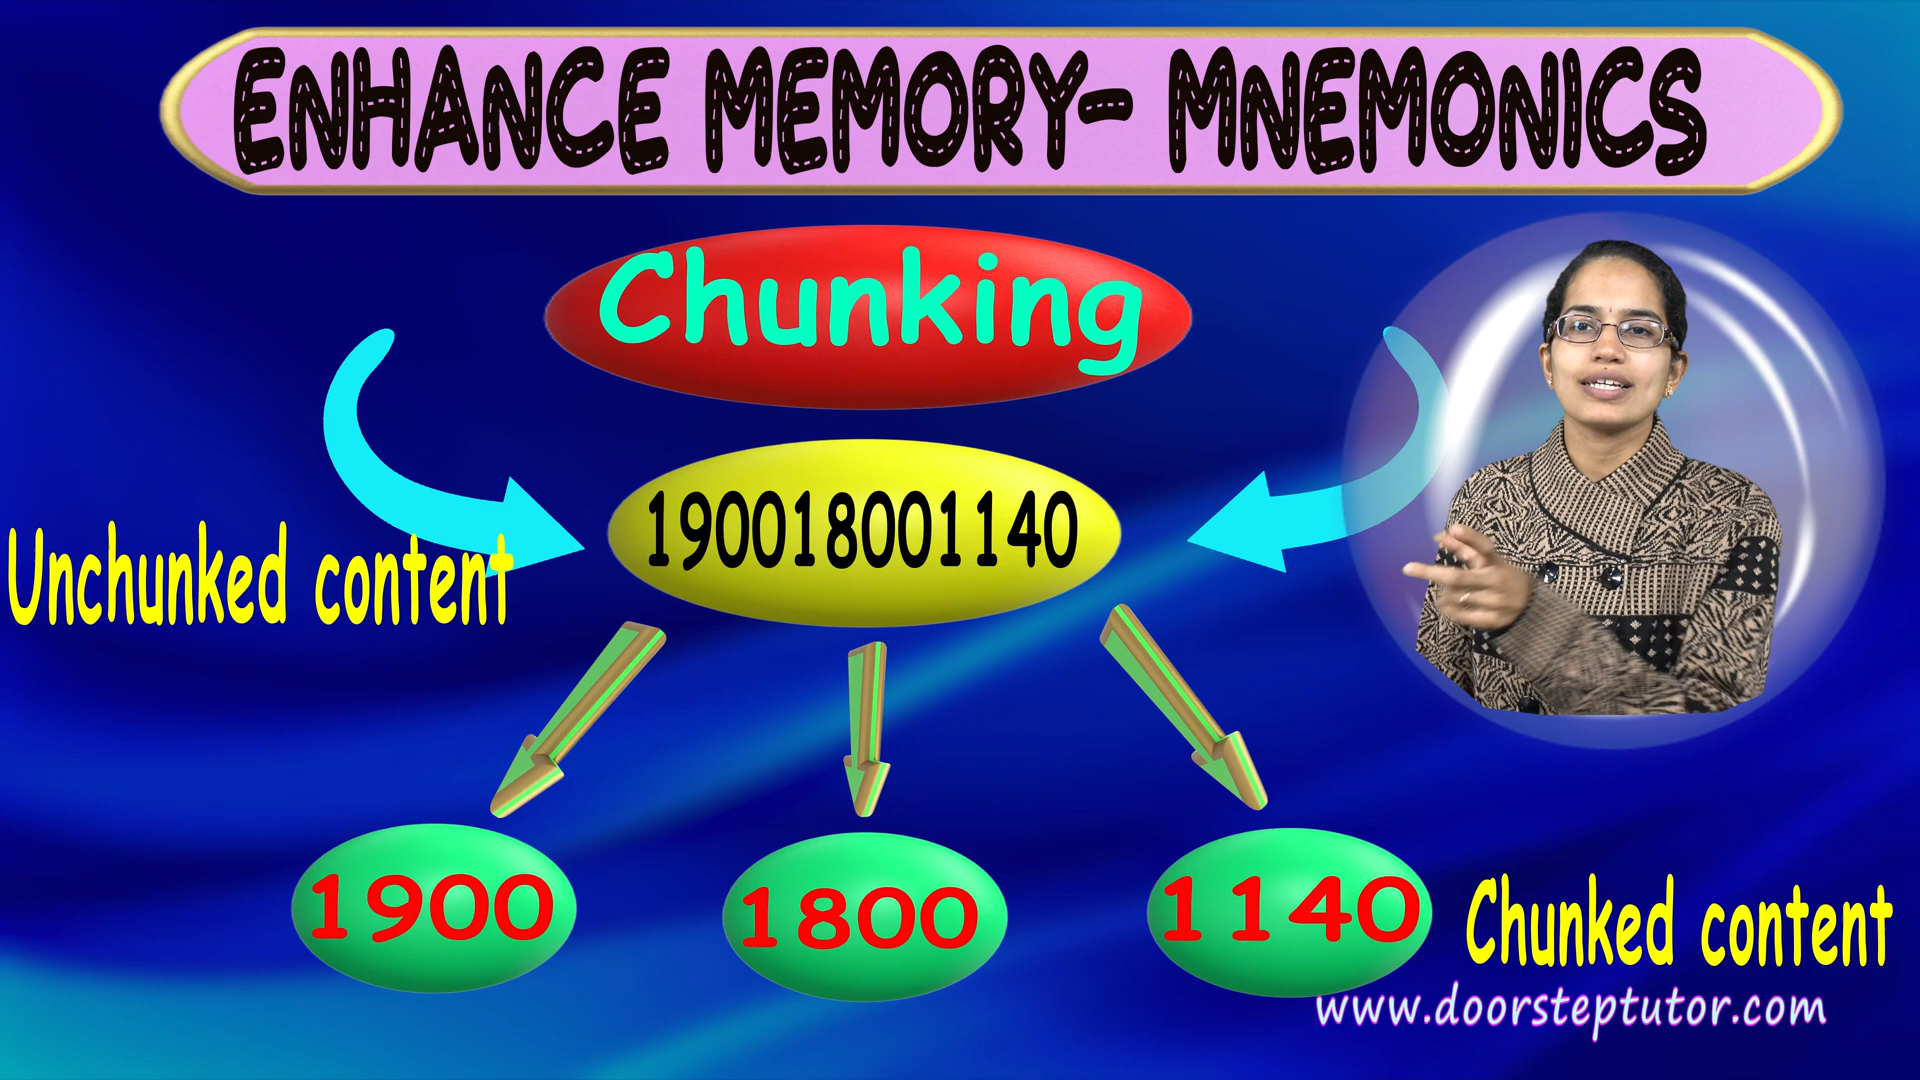 ENHANCE MEMORY- MNEMONICS
Chunking
190018001140
Unchunked content
1900
1800
1140
Chunked content
www.doorsteptutor.com